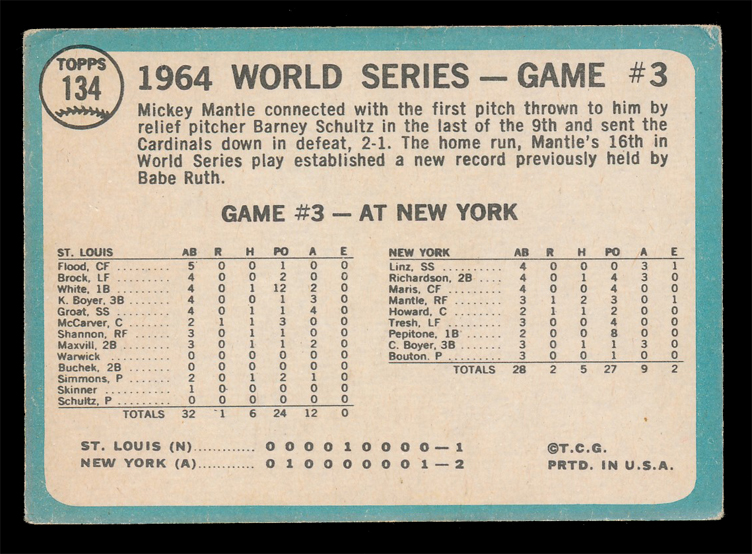 TOPPS
134
1964 WORLD SERIES — GAME #3
Mickey Mantle connected with the first pitch thrown to him by
relief pitcher Barney Schultz in the last of the 9th and sent the
Cardinals down in defeat, 2-1. The home run, Mantle's 16th in
World Series play established a new record previously held by
Babe Ruth.
GAME #3 — AT NEW YORK
ST. LOUIS AB R H PO A E
Flood, CF ......... 5 0 0 1 0 0
Brock, LF ......... 4 0 0 2 0 0
White, 1B ......... 4 0 1 12 2 0
K. Boyer, 3B ...... 4 0 0 1 3 0
Groat, SS ......... 4 0 1 1 4 0
McCarver, C ....... 2 1 1 3 0 0
Shannon, RF ....... 3 0 1 1 0 0
Maxvill, 2B ....... 3 0 1 1 2 0
Warwick ........... 0 0 0 0 0 0
Buchek, 2B ........ 0 0 0 0 0 0
Simmons, P ........ 2 0 1 2 1 0
Skinner ........... 1 0 0 0 0 0
Schultz, P ........ 0 0 0 0 0 0
TOTALS 32 1 6 24 12 0
NEW YORK AB R H PO A E
Linz, SS .......... 4 0 0 0 3 1
Richardson, 2B .... 4 0 1 4 3 0
Maris, CF ......... 4 0 0 4 0 0
Mantle, RF ........ 3 1 2 3 0 1
Howard, C ......... 2 1 1 2 0 0
Tresh, LF ......... 3 0 0 4 0 0
Pepitone, 1B ...... 2 0 0 8 0 0
C. Boyer, 3B ...... 3 0 1 1 3 0
Bouton. P ......... 3 0 0 1 0 0
TOTALS 28 2 5 27 9 2
ST. LOUIS (N)............ 0 0 0 0 1 0 0 0 0 — 1
NEW YORK (A)............ 0 1 0 0 0 0 0 0 1 — 2
©T.C.G.
PRTD. IN U.S.A.